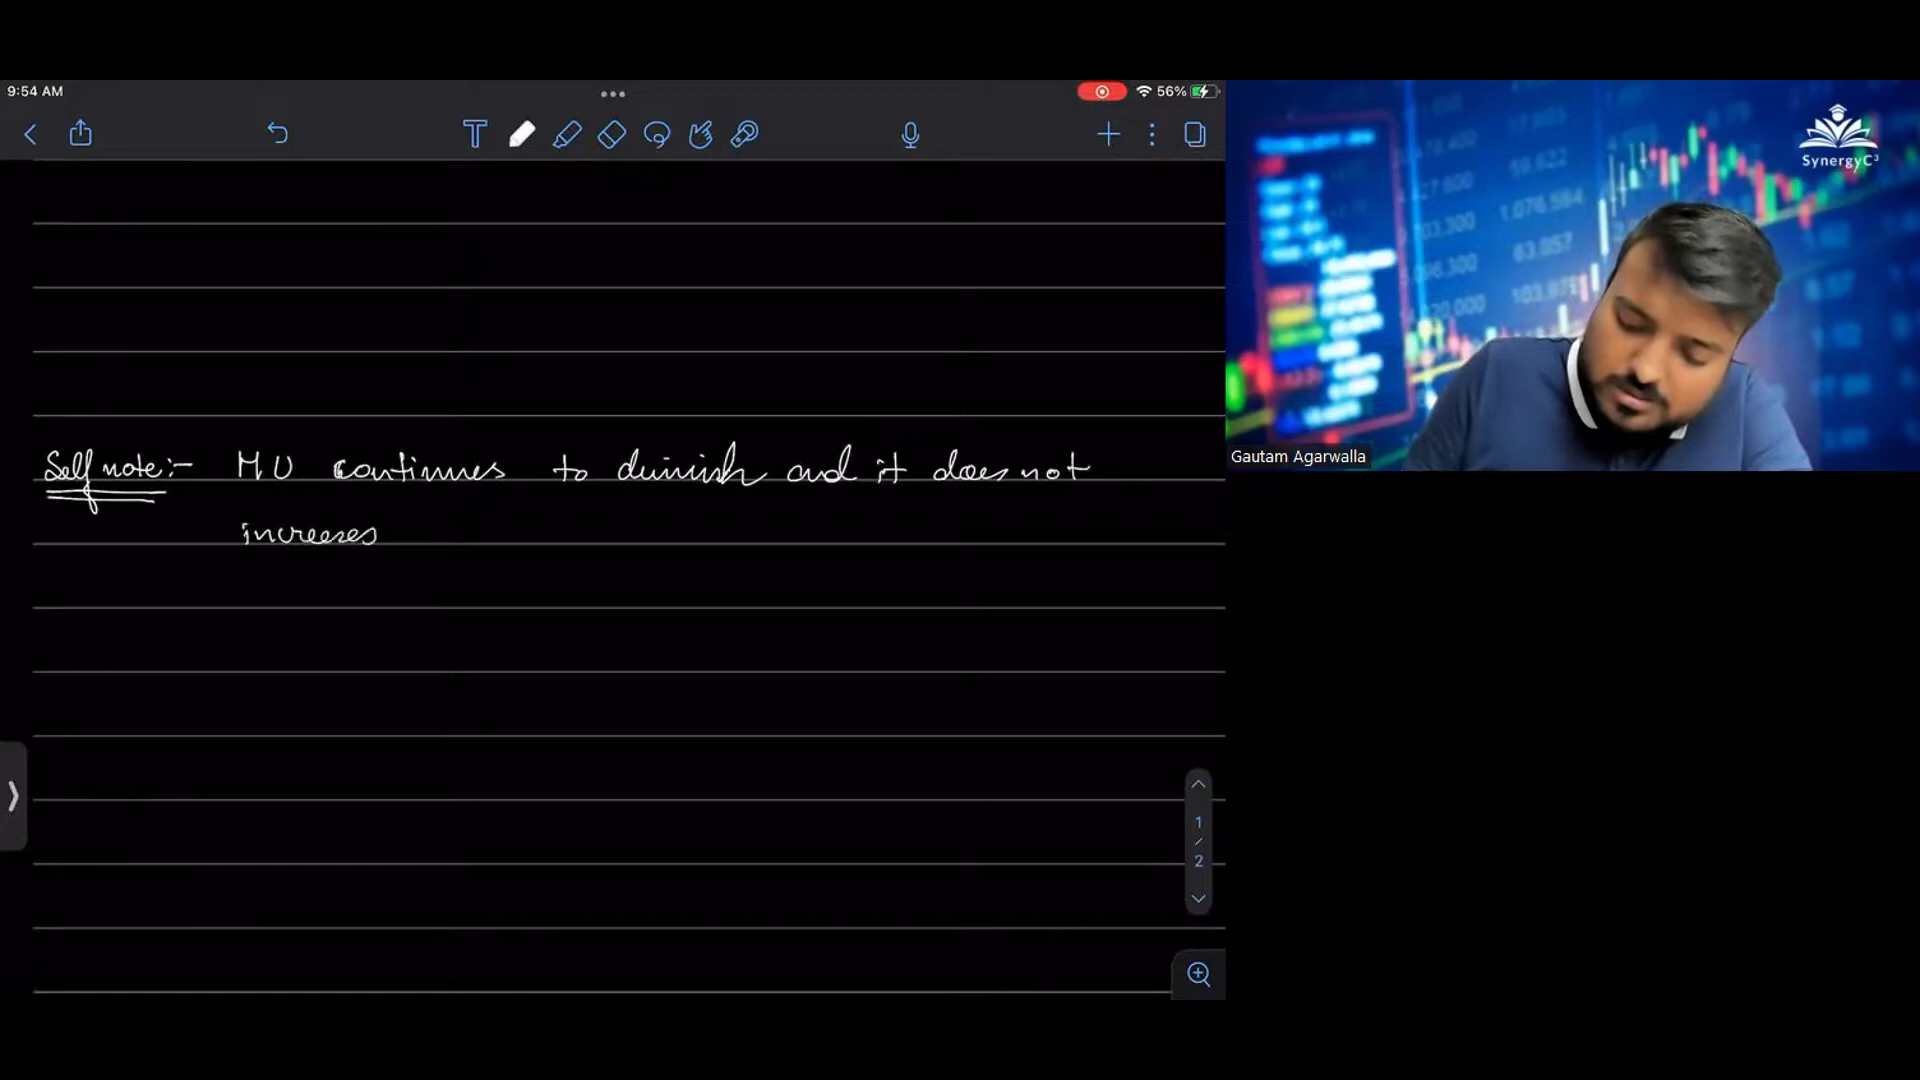 9:54 AM
56%
Self note:- MU continues to diminish and it does not
increeses
1
/
2
SynergyC³
Gautam Agarwalla